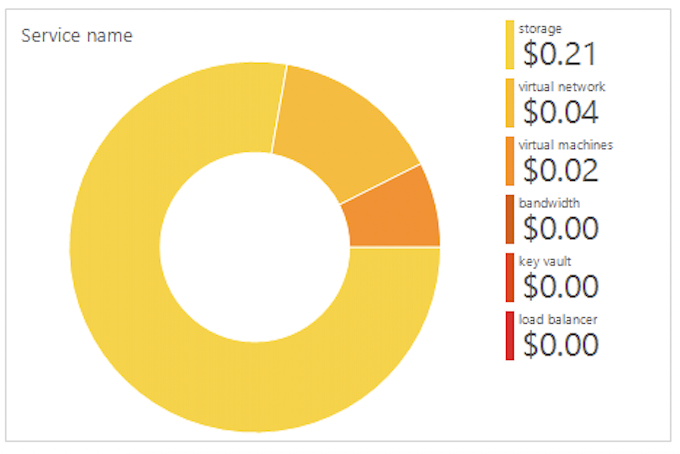 Service name
storage
$0.21
virtual network
$0.04
virtual machines
$0.02
bandwidth
$0.00
key vault
$0.00
load balancer
$0.00